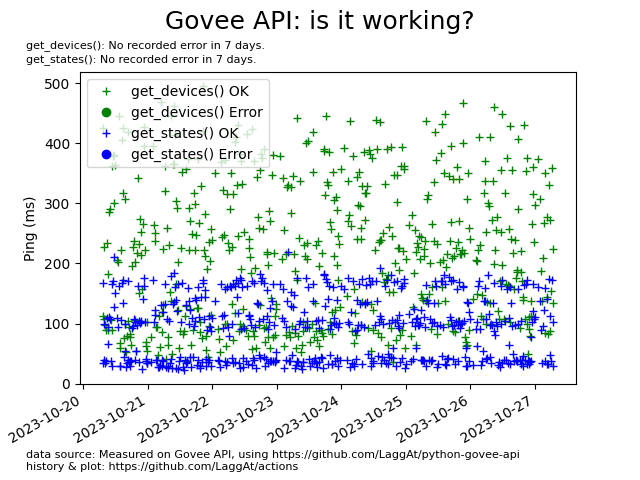 Govee API: is it working?
get_devices(): No recorded error in 7 days.
get_states(): No recorded error in 7 days.
get_devices() OK
get_devices() Error
get_states() OK
get_states() Error
Ping (ms)
500
400
300
200
100
0
2023-10-20
2023-10-21
2023-10-22
2023-10-23
2023-10-24
2023-10-25
2023-10-26
2023-10-27
data source: Measured on Govee API, using https://github.com/LaggAt/python-govee-api
history & plot: https://github.com/LaggAt/actions